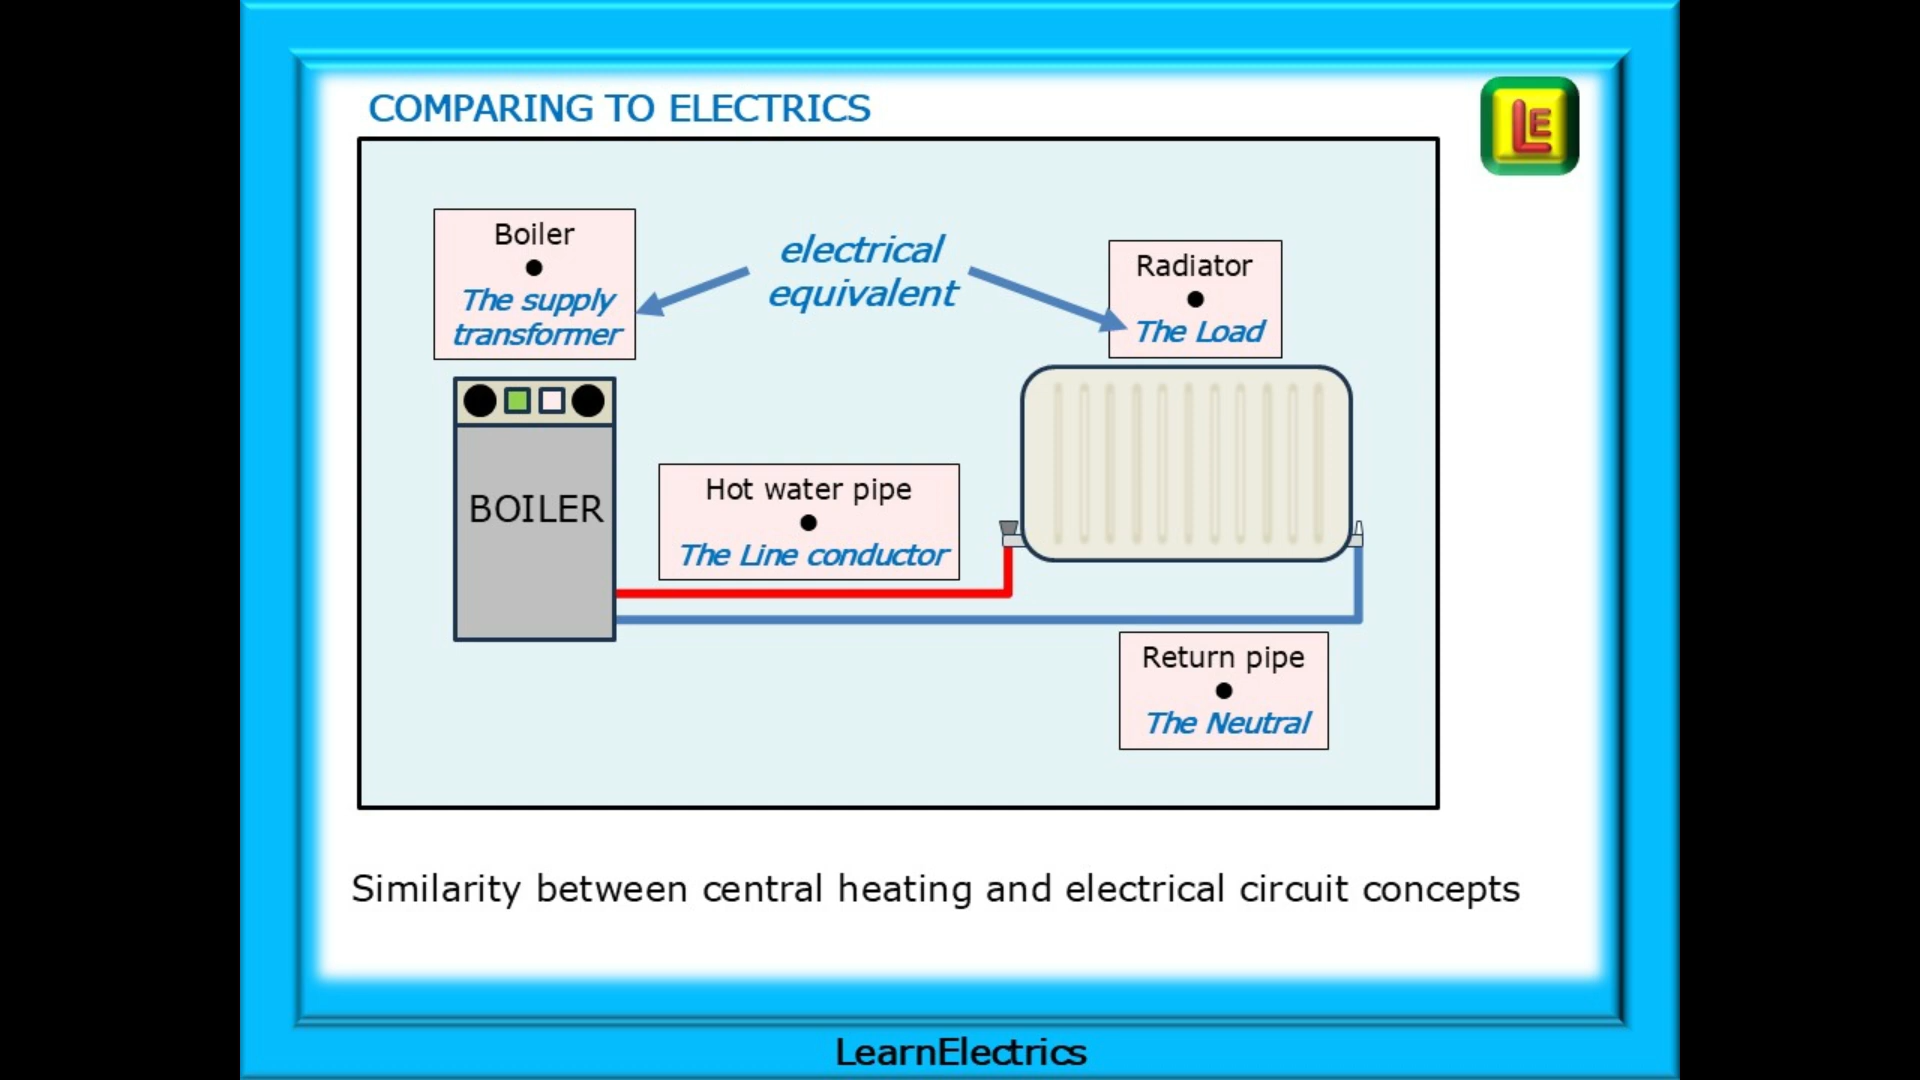 COMPARING TO ELECTRICS
LE
Boiler
The supply
transformer
electrical
equivalent
Radiator
The Load
BOILER
Hot water pipe
The Line conductor
Return pipe
The Neutral
Similarity between central heating and electrical circuit concepts
LearnElectrics